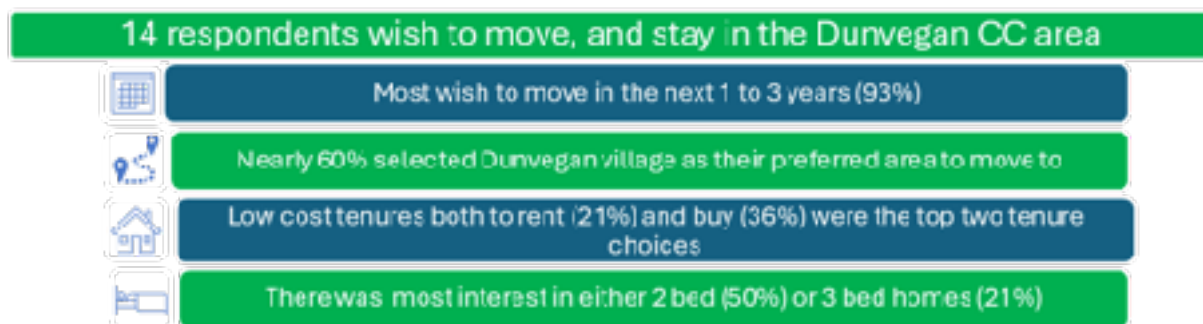 14 respondents wish to move, and stay in the Dunvegan CC area
Most wish to move in the next 1 to 3 years (93%)
Nearly 60% selected Dunvegan village as their preferred area to move to
Low cost tenures both to rent (21%) and buy (36%) were the top two tenure
choices
There was most interest in either 2 bed (50%) or 3 bed homes (21%)